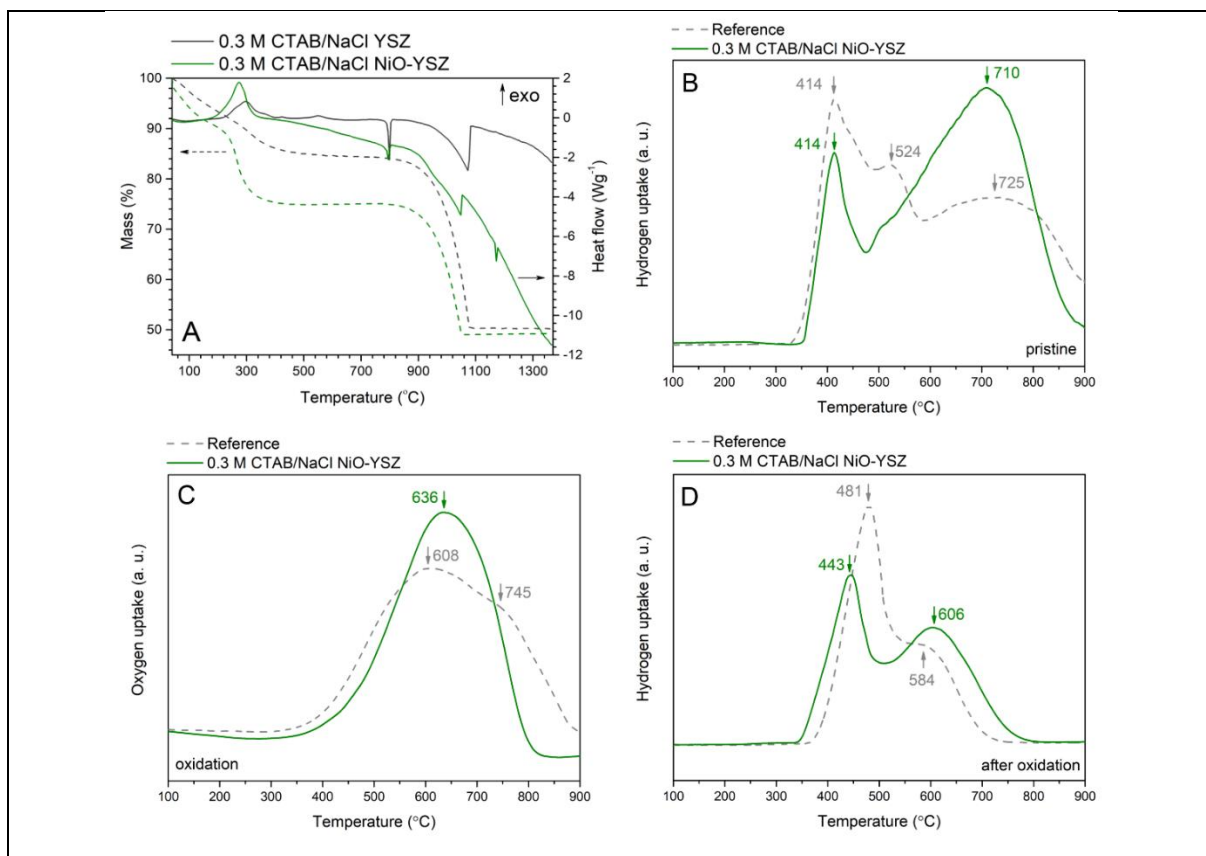 0.3 M CTAB/NaCl YSZ
0.3 M CTAB/NaCl NiO-YSZ
100
90
80
70
60
50
Mass (%)
exo
A
2
0
-2
-4
-6
-8
-10
-12
Heat flow (Wg⁻¹)
100 300 500 700 900 1100 1300
Temperature (°C)
Reference
0.3 M CTAB/NaCl NiO-YSZ
B
414
414
524
710
725
Hydrogen uptake (a. u.)
pristine
100 200 300 400 500 600 700 800 900
Temperature (°C)
Reference
0.3 M CTAB/NaCl NiO-YSZ
C
636
608
745
Oxygen uptake (a. u.)
oxidation
100 200 300 400 500 600 700 800 900
Temperature (°C)
Reference
0.3 M CTAB/NaCl NiO-YSZ
D
481
443
606
584
Hydrogen uptake (a. u.)
after oxidation
100 200 300 400 500 600 700 800 900
Temperature (°C)